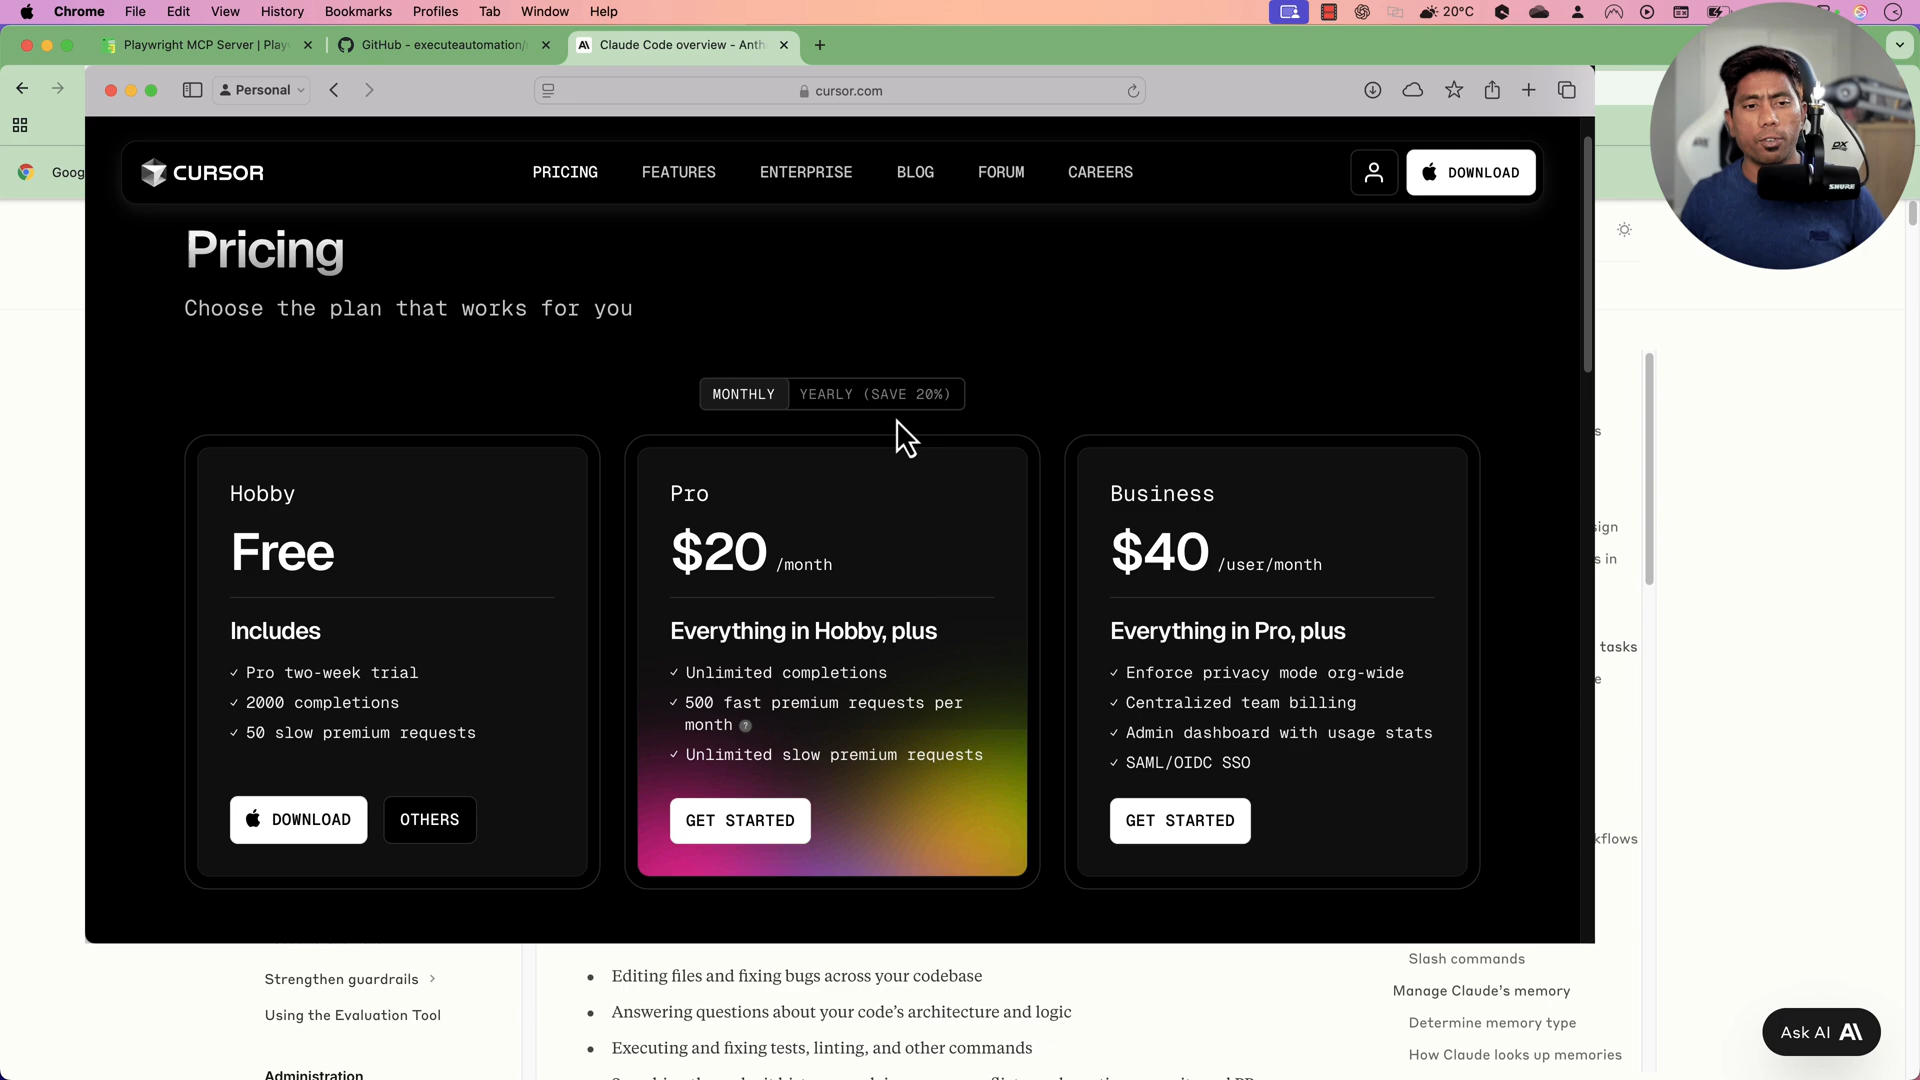 Chrome File Edit View History Bookmarks Profiles Tab Window Help
20°C
Playwright MCP Server | Play
GitHub - executeautomation/
Claude Code overview - Anth
Personal
cursor.com
Goog
CURSOR
PRICING FEATURES ENTERPRISE BLOG FORUM CAREERS
DOWNLOAD
Pricing
Choose the plan that works for you
MONTHLY YEARLY (SAVE 20%)
Hobby
Free
Includes
✓ Pro two-week trial
✓ 2000 completions
✓ 50 slow premium requests
DOWNLOAD OTHERS
Pro
$20 /month
Everything in Hobby, plus
✓ Unlimited completions
✓ 500 fast premium requests per
month ?
✓ Unlimited slow premium requests
GET STARTED
Business
$40 /user/month
Everything in Pro, plus
✓ Enforce privacy mode org-wide
✓ Centralized team billing
✓ Admin dashboard with usage stats
✓ SAML/OIDC SSO
GET STARTED
s
sign
s in
tasks
e
kflows
Strengthen guardrails
Using the Evaluation Tool
Administration
• Editing files and fixing bugs across your codebase
• Answering questions about your code's architecture and logic
• Executing and fixing tests, linting, and other commands
Slash commands
Manage Claude's memory
Determine memory type
How Claude looks up memories
Ask AI
SHURE
DX